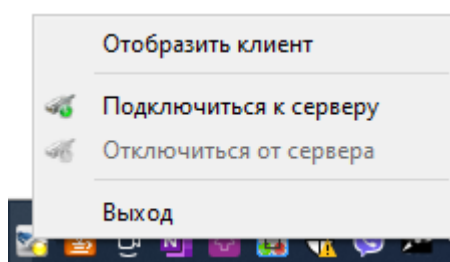 Отобразить клиент
Подключиться к серверу
Отключиться от сервера
Выход